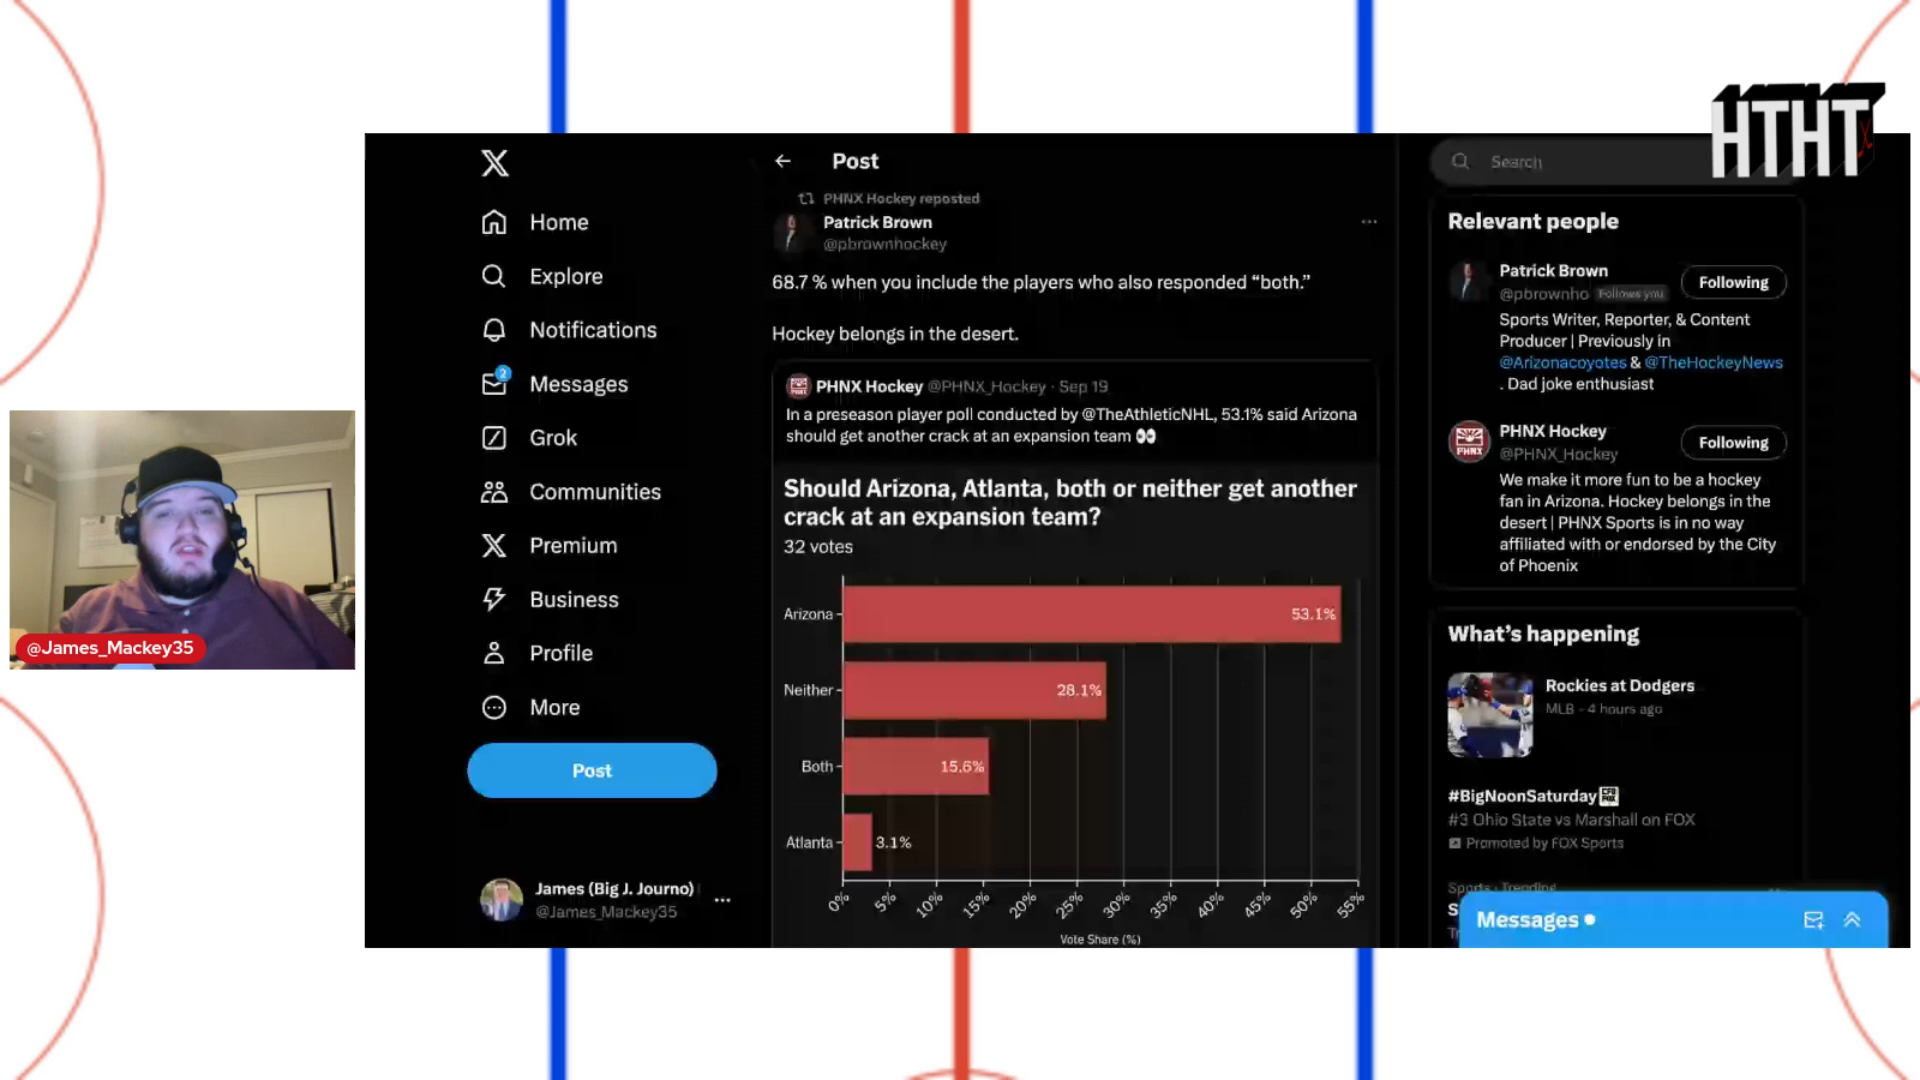 HTHT
X
Home
Explore
Notifications
2
Messages
Grok
Communities
Premium
Business
Profile
More
Post
James (Big J. Journo)
@James_Mackey35
@James_Mackey35
Post
PHNX Hockey reposted
Patrick Brown
@pbrownhockey
68.7 % when you include the players who also responded “both.”
Hockey belongs in the desert.
PHNX Hockey @PHNX_Hockey · Sep 19
In a preseason player poll conducted by @TheAthleticNHL, 53.1% said Arizona
should get another crack at an expansion team 👀
Should Arizona, Atlanta, both or neither get another
crack at an expansion team?
32 votes
Arizona 53.1%
Neither 28.1%
Both 15.6%
Atlanta 3.1%
0% 5% 10% 15% 20% 25% 30% 35% 40% 45% 50% 55%
Vote Share (%)
Search
Relevant people
Patrick Brown
@pbrownho Follows you
Following
Sports Writer, Reporter, & Content
Producer | Previously in
@Arizonacoyotes & @TheHockeyNews
. Dad joke enthusiast
PHNX Hockey
@PHNX_Hockey
Following
PHNX
We make it more fun to be a hockey
fan in Arizona. Hockey belongs in the
desert | PHNX Sports is in no way
affiliated with or endorsed by the City
of Phoenix
What’s happening
Rockies at Dodgers
MLB · 4 hours ago
#BigNoonSaturday
#3 Ohio State vs Marshall on FOX
Promoted by FOX Sports
Sports · Trending
Messages